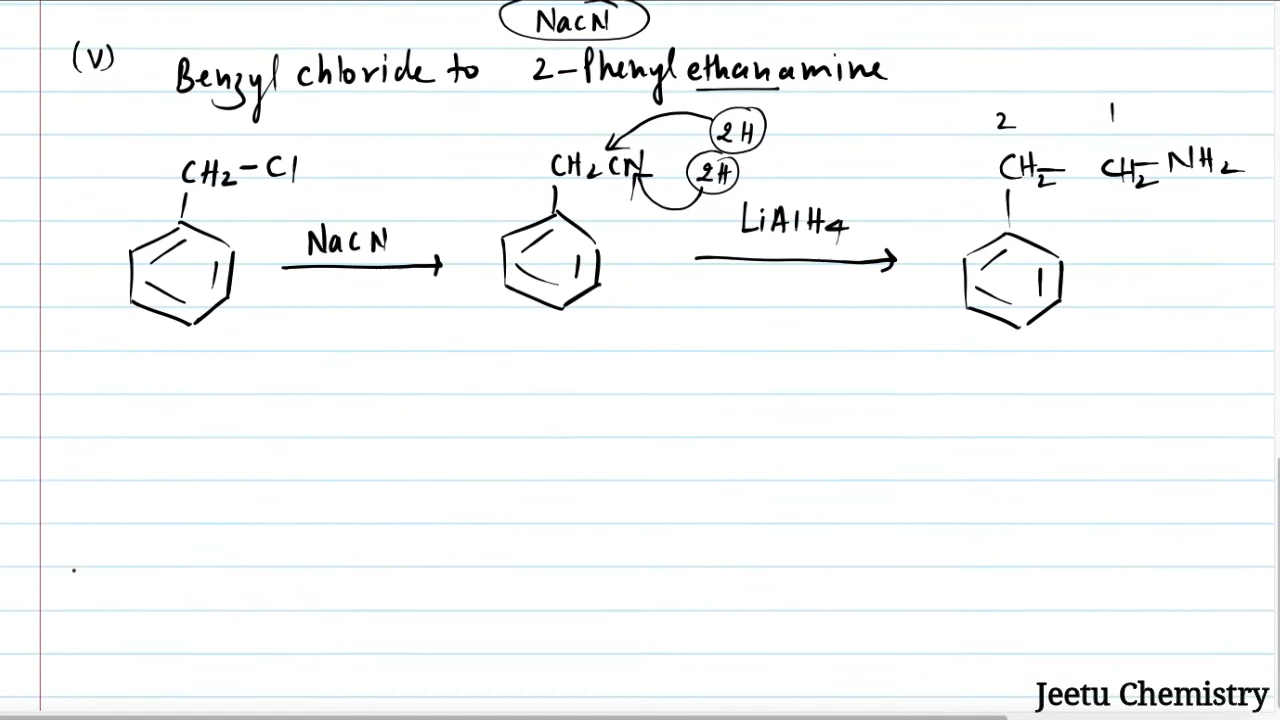 NaCN
(V) Benzyl chloride to 2-Phenylethanamine
2H
2 1
CH2-Cl CH2CN 2H CH2- CH2-NH2
NaCN LiAlH4
Jeetu Chemistry